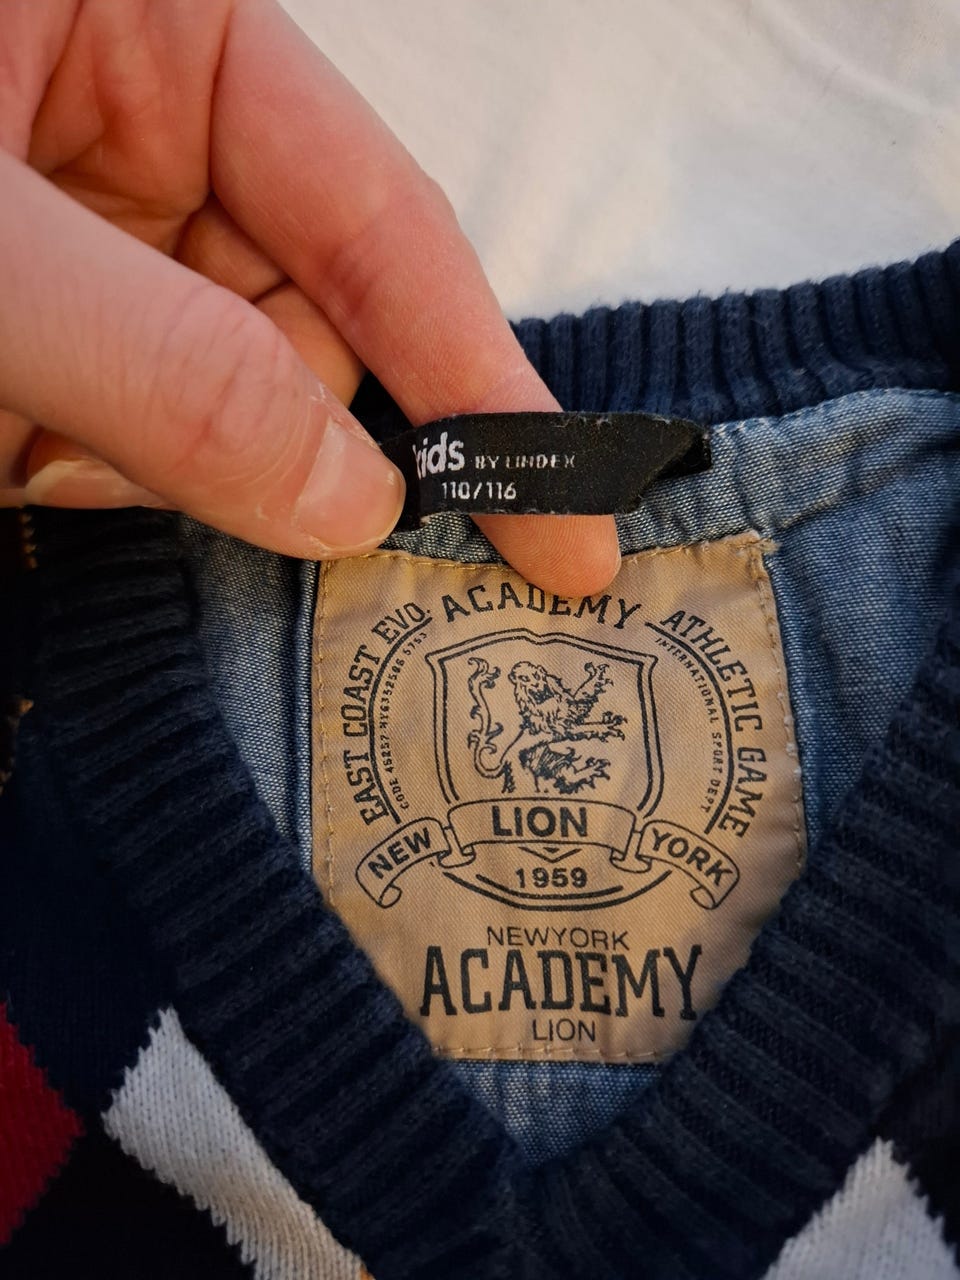 kids BY LINDEX
110/116
ACADEMY
EAST COAST EVO.
ATHLETIC GAME
INTERNATIONAL SPORT DEPT
LION
NEW YORK
1959
NEWYORK
ACADEMY
LION